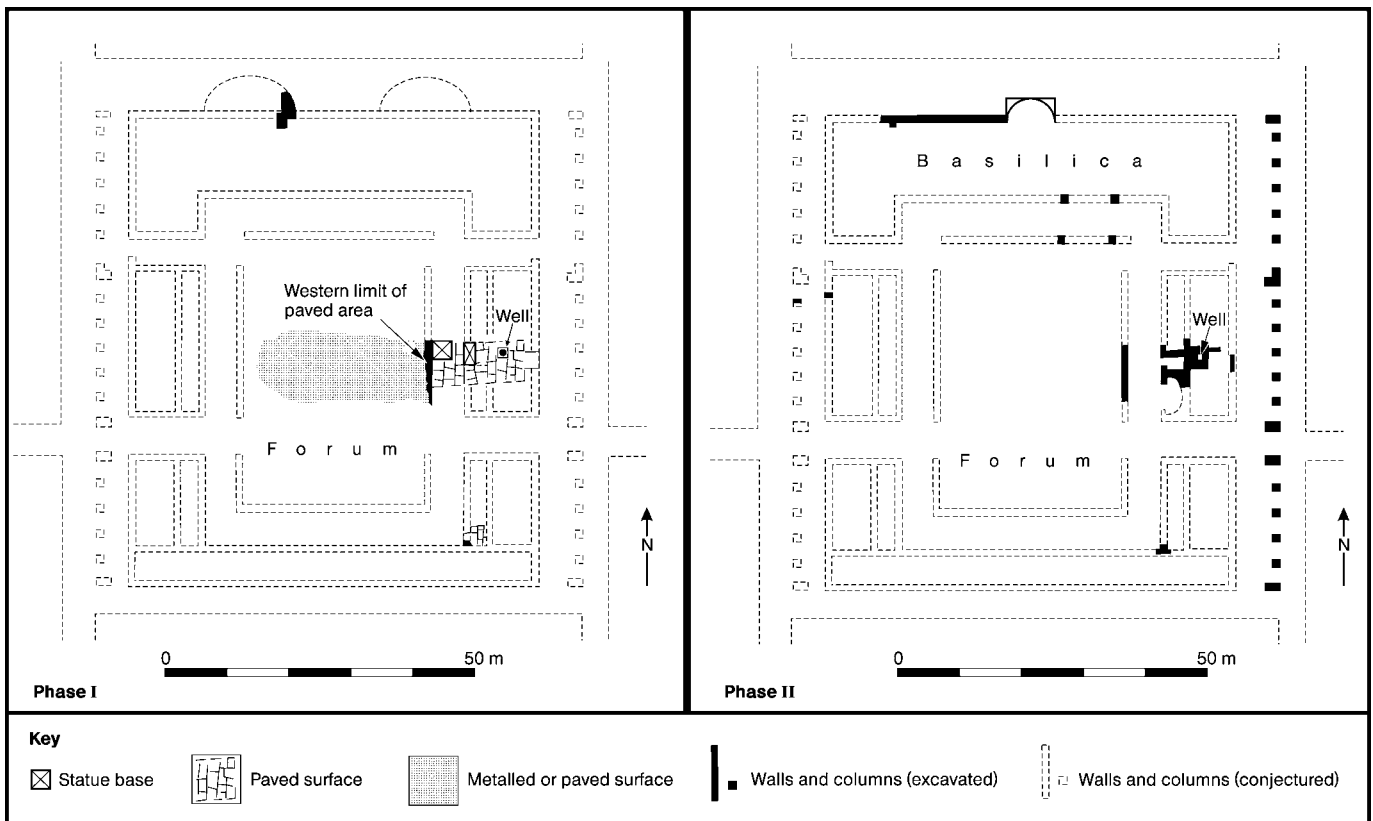 Western limit of
paved area
Well
Forum
N
0 50 m
Phase I
Basilica
Well
Forum
N
0 50 m
Phase II
Key
Statue base
Paved surface
Metalled or paved surface
Walls and columns (excavated)
Walls and columns (conjectured)